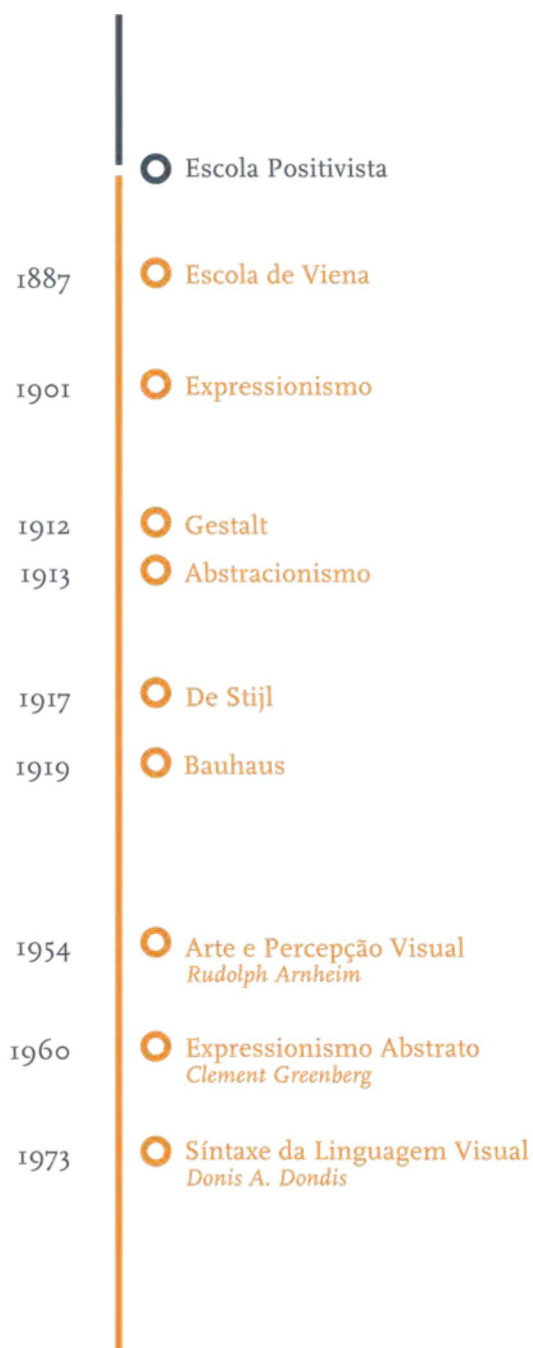 Escola Positivista
1887 Escola de Viena
1901 Expressionismo
1912 Gestalt
1913 Abstracionismo
1917 De Stijl
1919 Bauhaus
1954 Arte e Percepção Visual
Rudolph Arnheim
1960 Expressionismo Abstrato
Clement Greenberg
1973 Síntaxe da Linguagem Visual
Donis A. Dondis